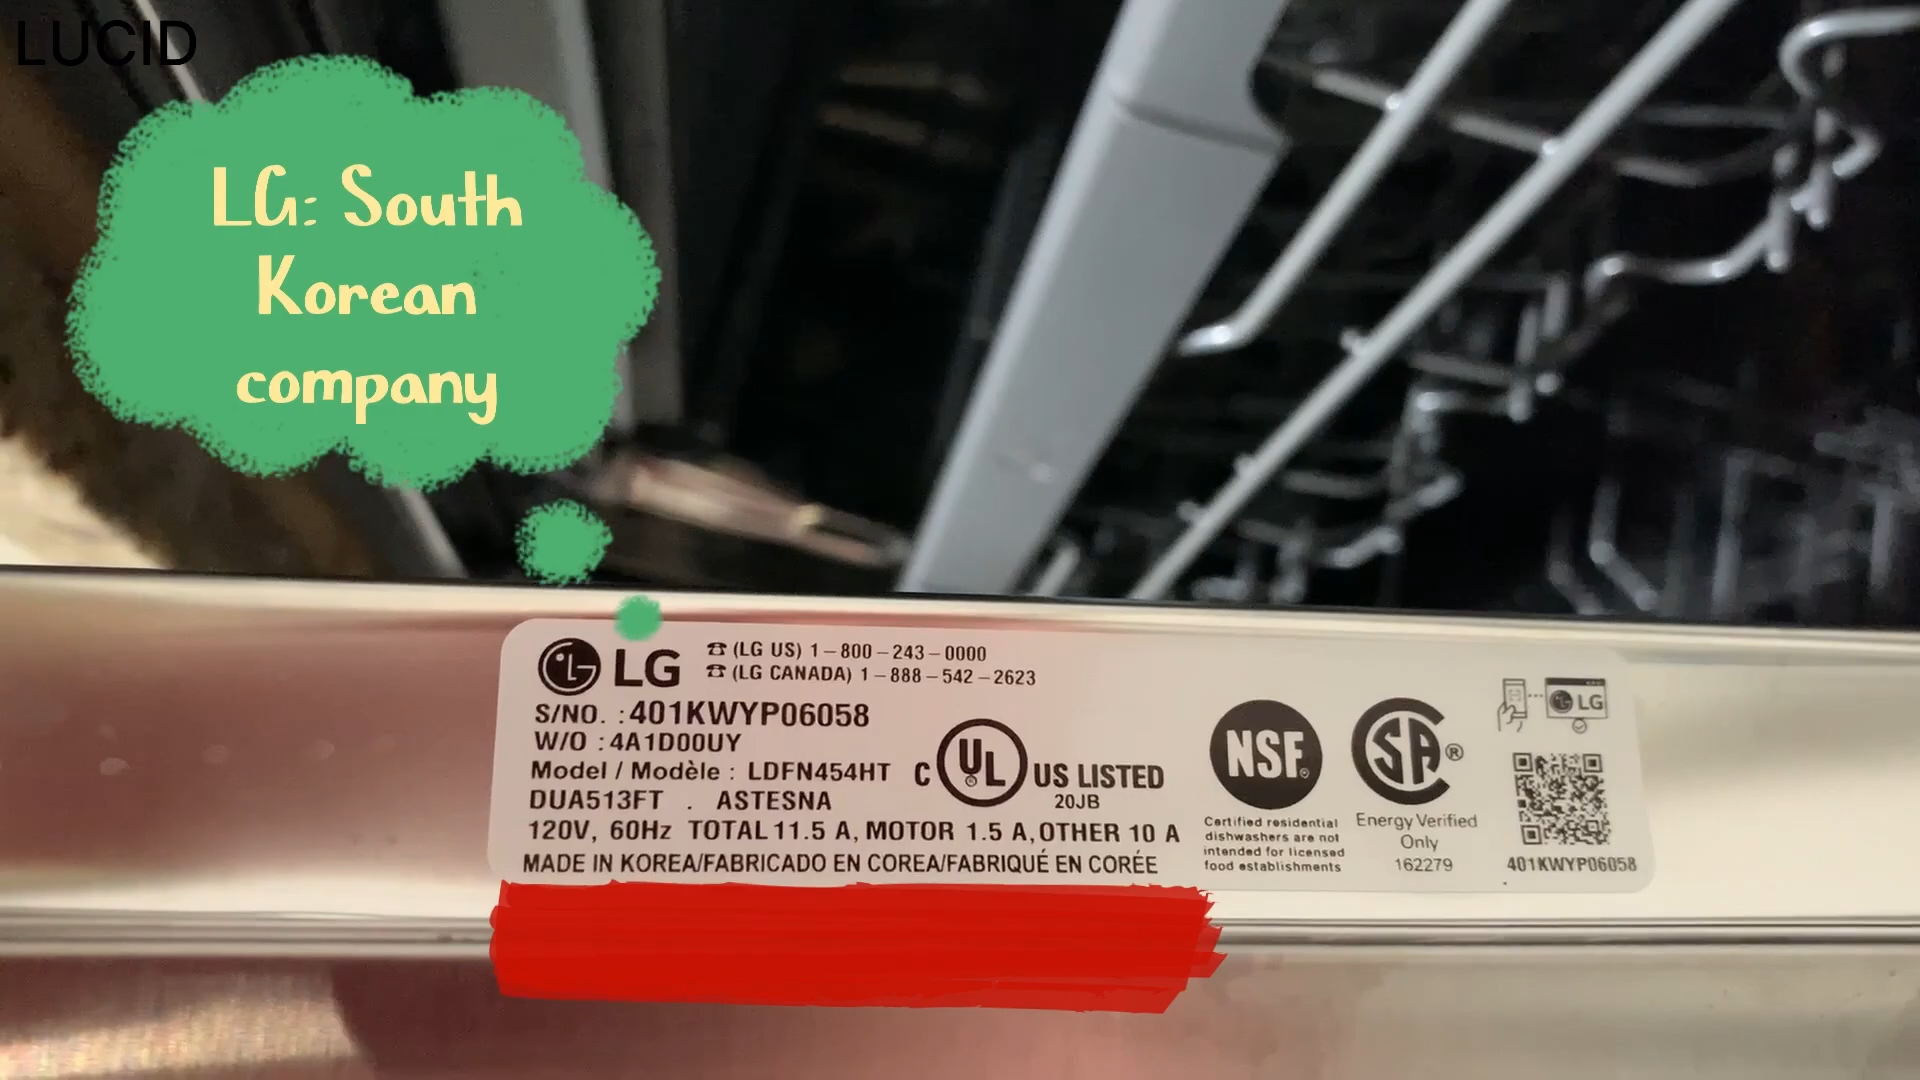 LUCID
LG: South
Korean
company
LG
☎ (LG US) 1-800-243-0000
☎ (LG CANADA) 1-888-542-2623
S/NO. : 401KWYP06058
W/O : 4A1D00UY
Model / Modèle : LDFN454HT
DUA513FT . ASTESNA
120V, 60Hz TOTAL 11.5 A, MOTOR 1.5 A, OTHER 10 A
MADE IN KOREA/FABRICADO EN COREA/FABRIQUÉ EN CORÉE
C UL® US LISTED
20JB
NSF®
Certified residential
dishwashers are not
intended for licensed
food establishments
SA®
Energy Verified
Only
162279
LG
401KWYP06058